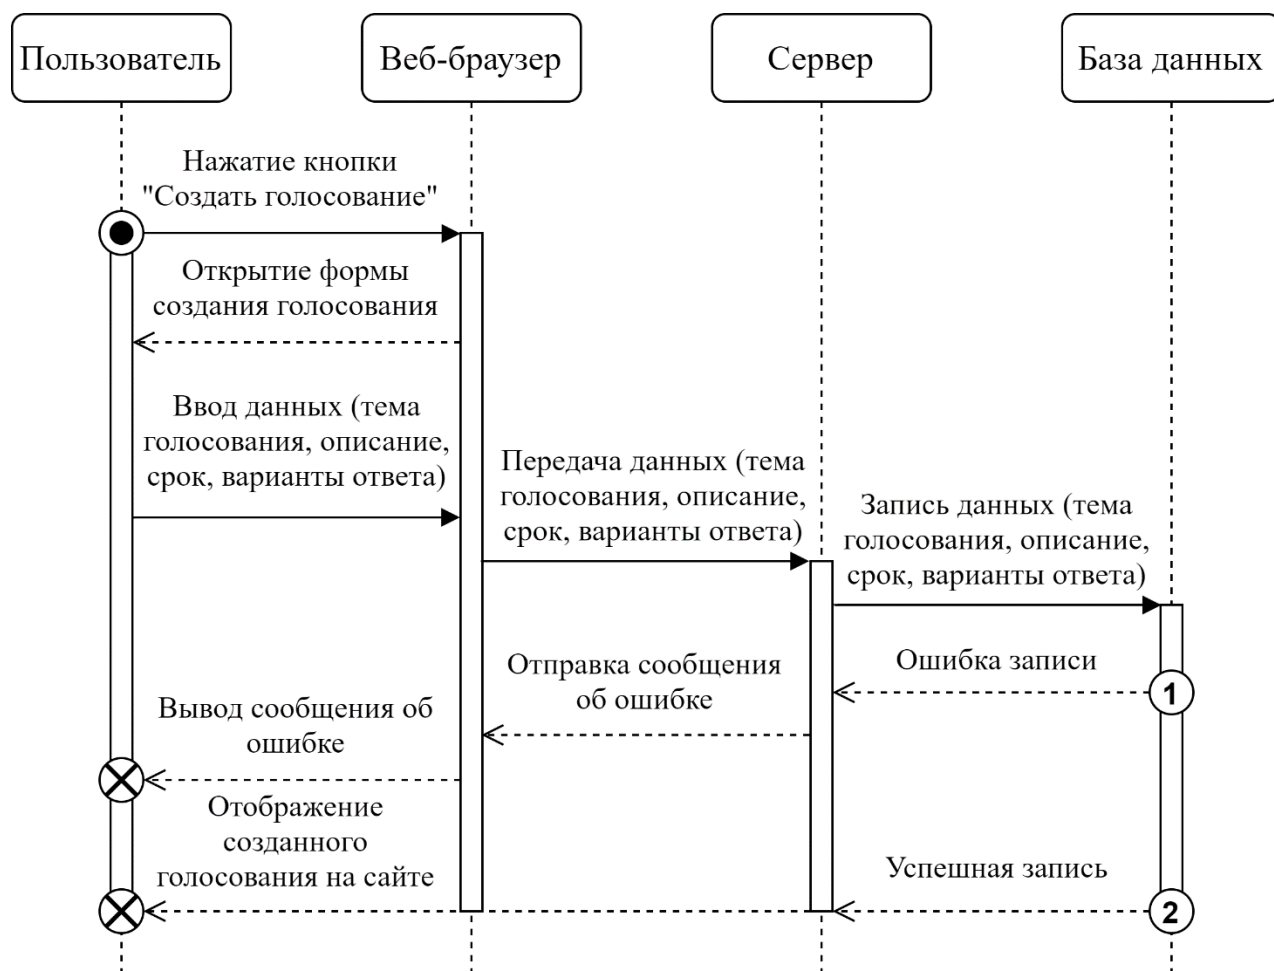 Пользователь
Веб-браузер
Сервер
База данных
Нажатие кнопки
"Создать голосование"
Открытие формы
создания голосования
Ввод данных (тема
голосования, описание,
срок, варианты ответа)
Передача данных (тема
голосования, описание,
срок, варианты ответа)
Запись данных (тема
голосования, описание,
срок, варианты ответа)
Ошибка записи
1
Отправка сообщения
об ошибке
Вывод сообщения об
ошибке
Отображение
созданного
голосования на сайте
Успешная запись
2